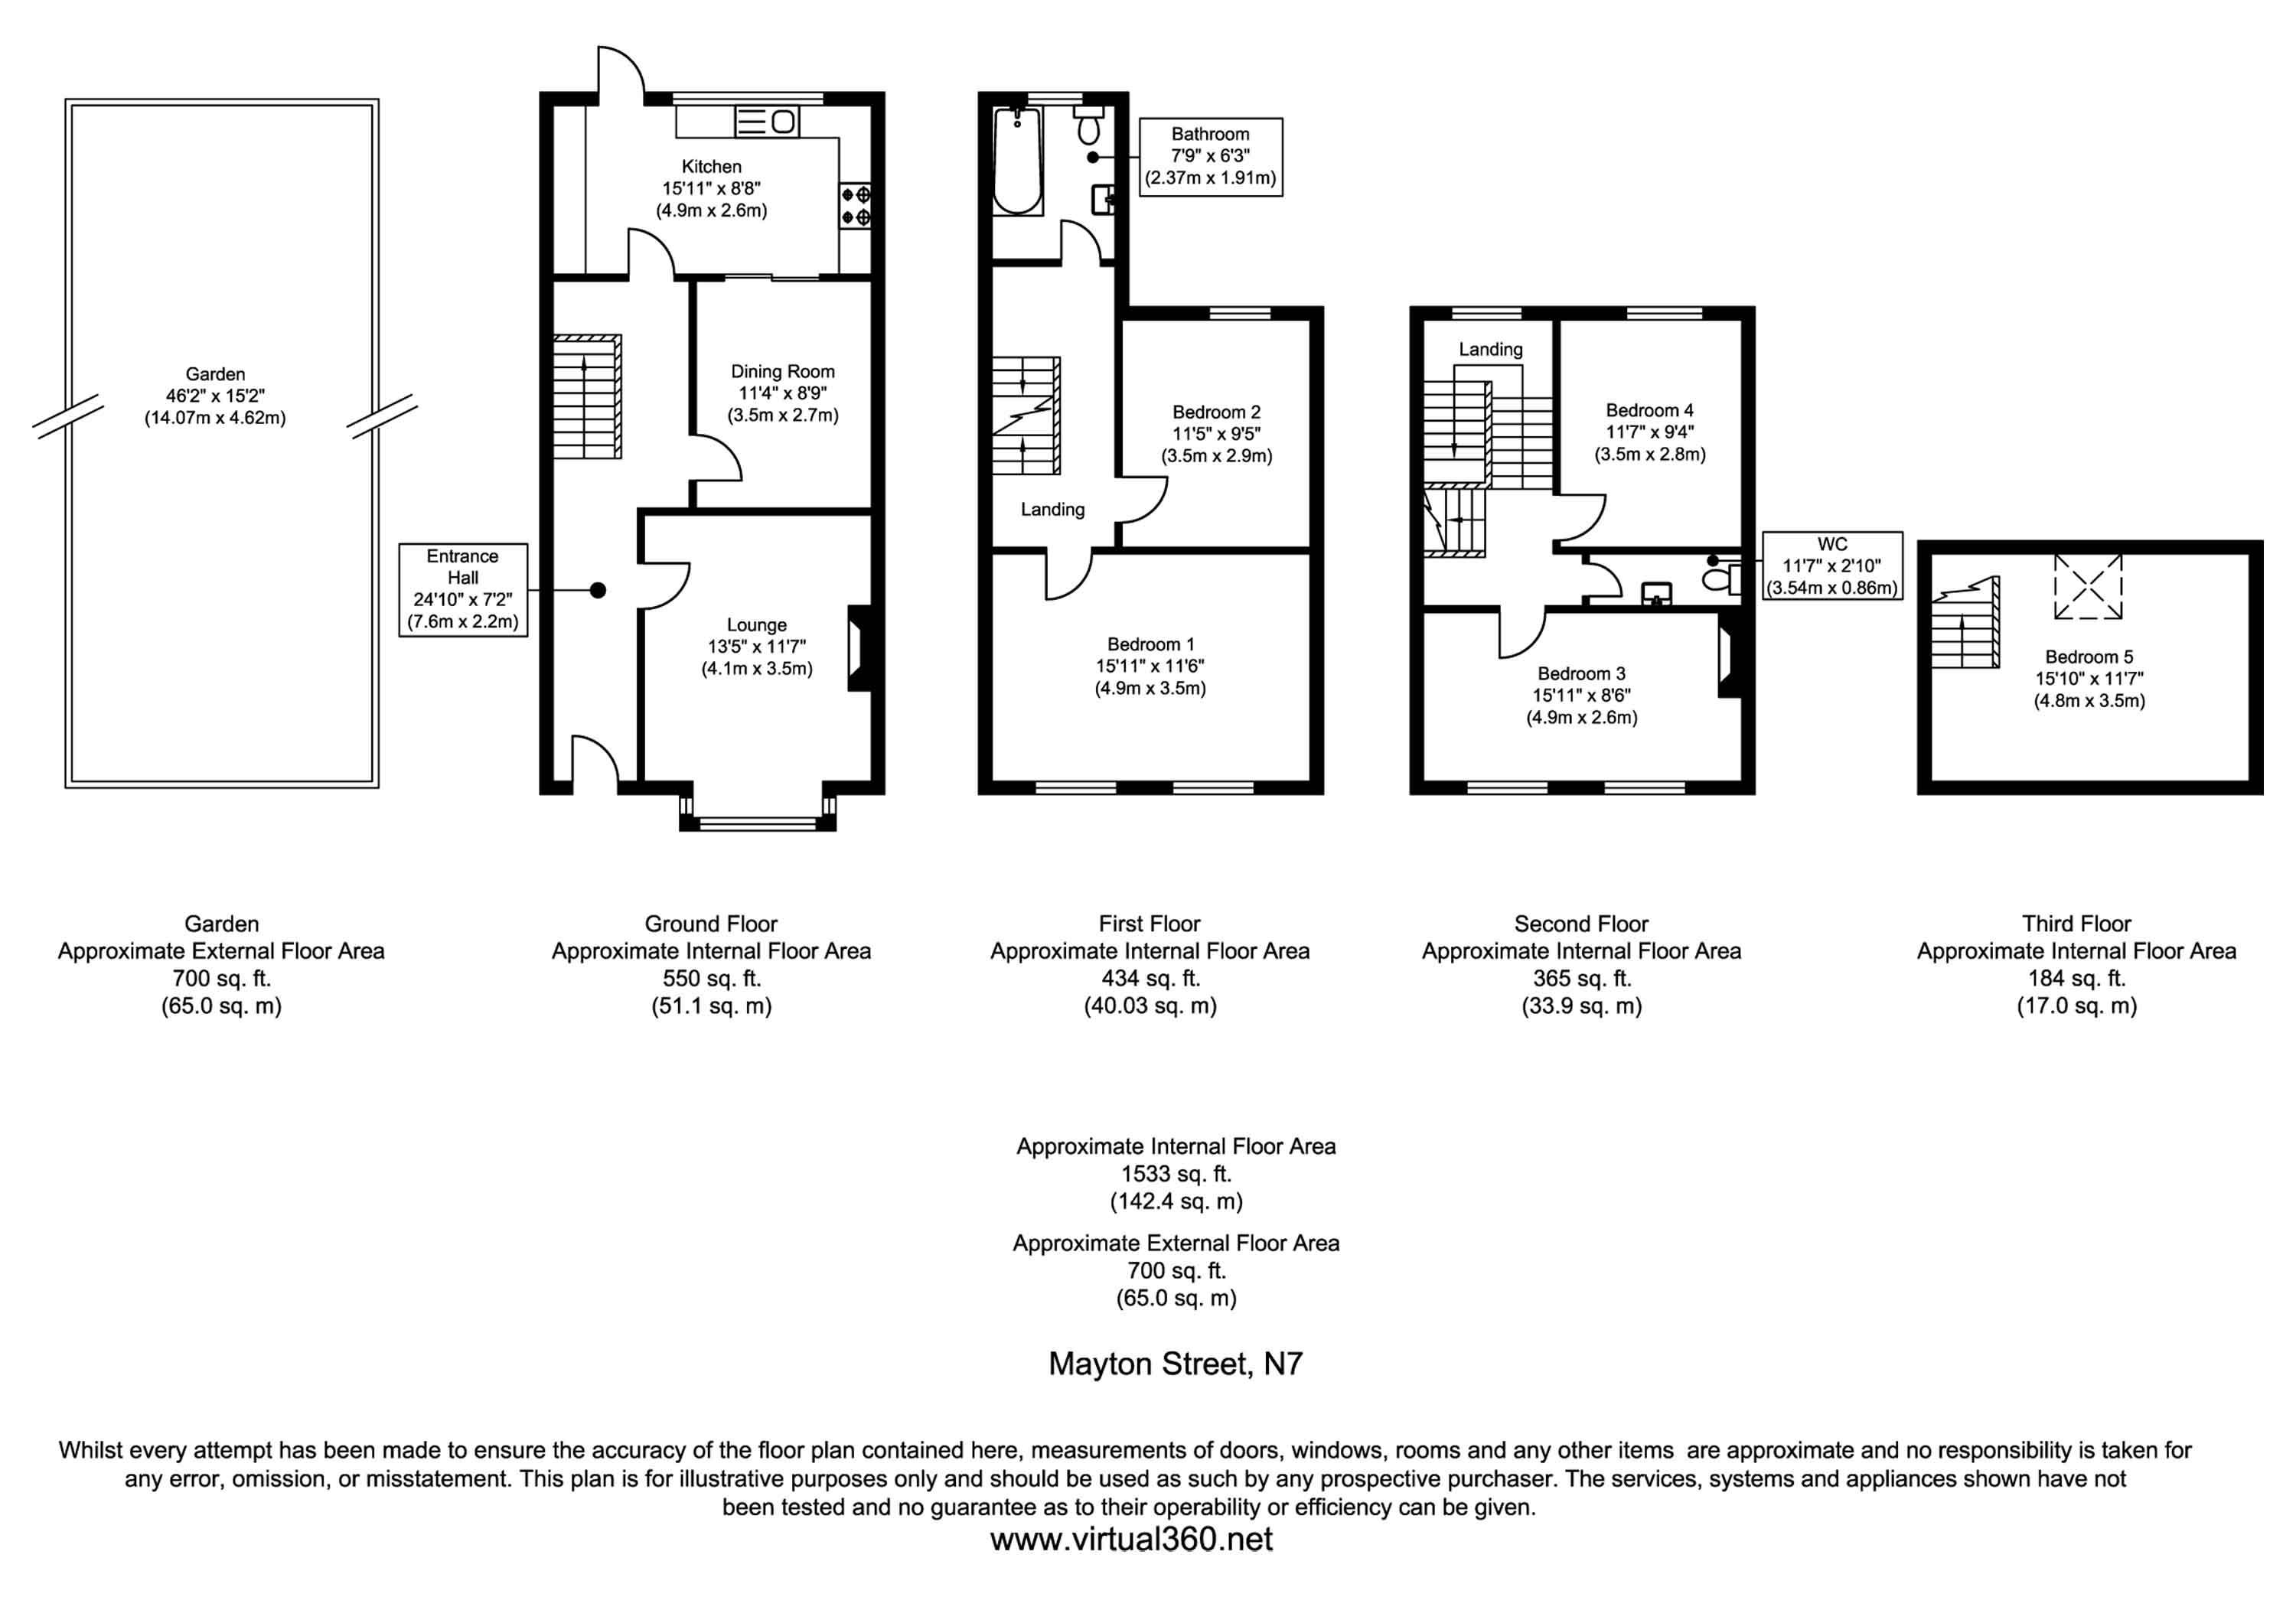 Kitchen
15'11" x 8'8"
(4.9m x 2.6m)
Bathroom
7'9" x 6'3"
(2.37m x 1.91m)
Garden
46'2" x 15'2"
(14.07m x 4.62m)
Dining Room
11'4" x 8'9"
(3.5m x 2.7m)
Bedroom 2
11'5" x 9'5"
(3.5m x 2.9m)
Landing
Landing
Bedroom 4
11'7" x 9'4"
(3.5m x 2.8m)
Entrance
Hall
24'10" x 7'2"
(7.6m x 2.2m)
Lounge
13'5" x 11'7"
(4.1m x 3.5m)
Bedroom 1
15'11" x 11'6"
(4.9m x 3.5m)
WC
11'7" x 2'10"
(3.54m x 0.86m)
Bedroom 3
15'11" x 8'6"
(4.9m x 2.6m)
Bedroom 5
15'10" x 11'7"
(4.8m x 3.5m)
Garden
Approximate External Floor Area
700 sq. ft.
(65.0 sq. m)
Ground Floor
Approximate Internal Floor Area
550 sq. ft.
(51.1 sq. m)
First Floor
Approximate Internal Floor Area
434 sq. ft.
(40.03 sq. m)
Second Floor
Approximate Internal Floor Area
365 sq. ft.
(33.9 sq. m)
Third Floor
Approximate Internal Floor Area
184 sq. ft.
(17.0 sq. m)
Approximate Internal Floor Area
1533 sq. ft.
(142.4 sq. m)
Approximate External Floor Area
700 sq. ft.
(65.0 sq. m)
Mayton Street, N7
Whilst every attempt has been made to ensure the accuracy of the floor plan contained here, measurements of doors, windows, rooms and any other items are approximate and no responsibility is taken for
any error, omission, or misstatement. This plan is for illustrative purposes only and should be used as such by any prospective purchaser. The services, systems and appliances shown have not
been tested and no guarantee as to their operability or efficiency can be given.
www.virtual360.net